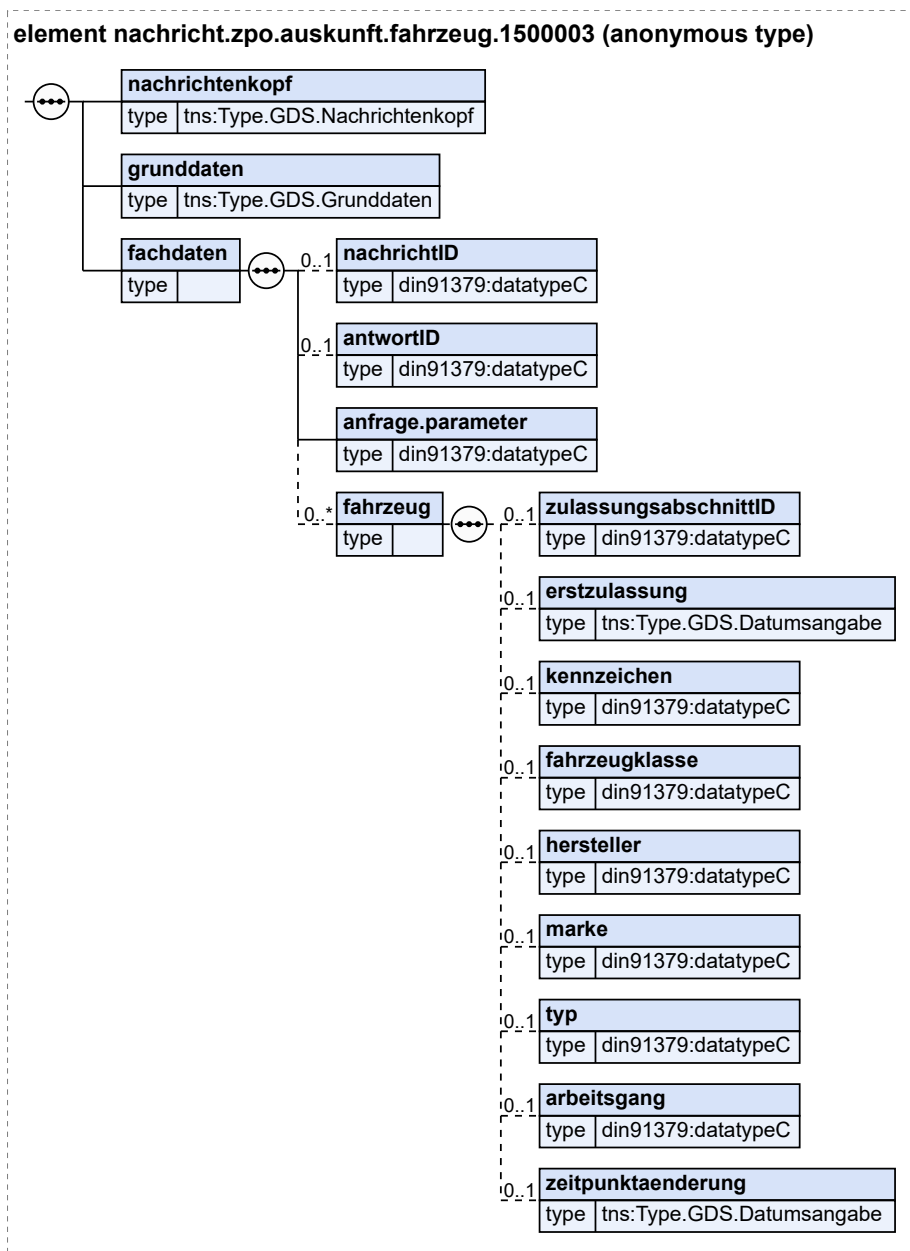 element nachricht.zpo.auskunft.fahrzeug.1500003 (anonymous type)
nachrichtenkopf
type tns:Type.GDS.Nachrichtenkopf
grunddaten
type tns:Type.GDS.Grunddaten
fachdaten
type
0..1 nachrichtID
type din91379:datatypeC
0..1 antwortID
type din91379:datatypeC
anfrage.parameter
type din91379:datatypeC
0..* fahrzeug
type
0..1 zulassungsabschnittID
type din91379:datatypeC
0..1 erstzulassung
type tns:Type.GDS.Datumsangabe
0..1 kennzeichen
type din91379:datatypeC
0..1 fahrzeugklasse
type din91379:datatypeC
0..1 hersteller
type din91379:datatypeC
0..1 marke
type din91379:datatypeC
0..1 typ
type din91379:datatypeC
0..1 arbeitsgang
type din91379:datatypeC
0..1 zeitpunktaenderung
type tns:Type.GDS.Datumsangabe